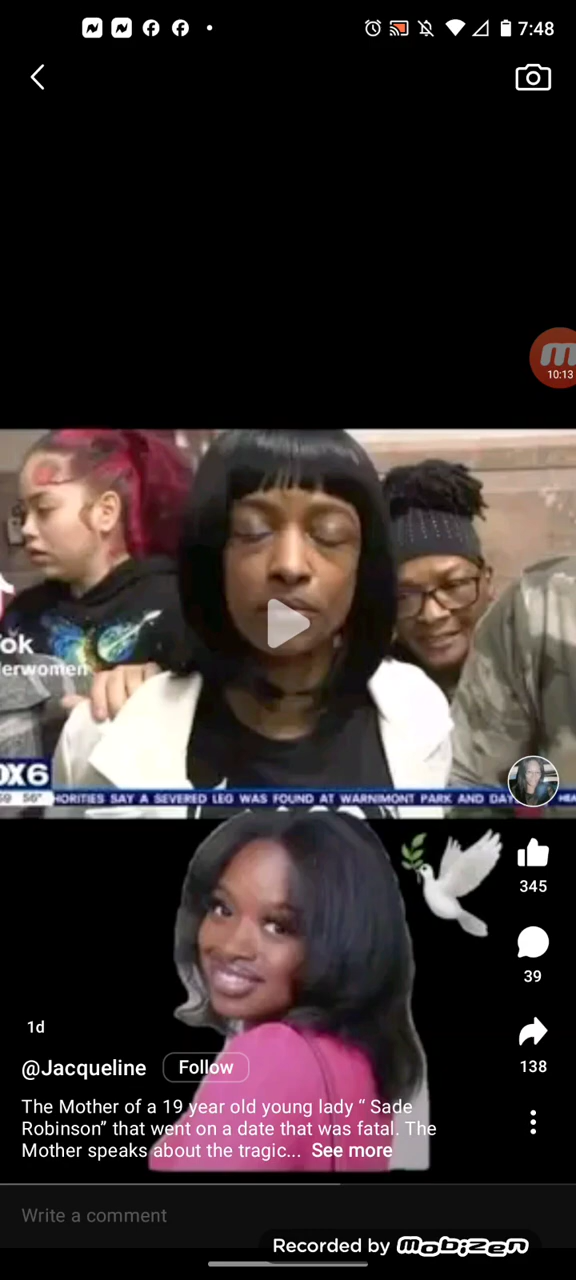 7:48
10:13
ok
erwomen
OX6
56° HORITIES SAY A SEVERED LEG WAS FOUND AT WARNIMONT PARK AND DAY
345
39
1d
138
@Jacqueline Follow
The Mother of a 19 year old young lady “ Sade
Robinson” that went on a date that was fatal. The
Mother speaks about the tragic... See more
Write a comment
Recorded by mobizen